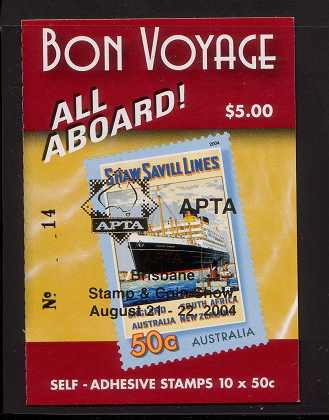 BON VOYAGE
ALL
ABOARD!
$5.00
2004
SHAW SAVILL LINES
APTA
APTA
Nº 14
Brisbane
Stamp & Coin Show
August 21 - 22, 2004
ENGLAND SOUTH AFRICA
AUSTRALIA NEW ZEALAND
50c
AUSTRALIA
SELF - ADHESIVE STAMPS 10 x 50c